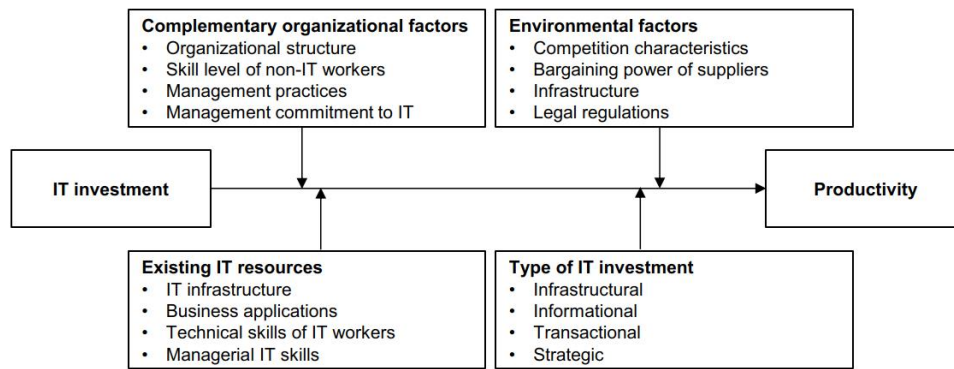 Complementary organizational factors
• Organizational structure
• Skill level of non-IT workers
• Management practices
• Management commitment to IT
Environmental factors
• Competition characteristics
• Bargaining power of suppliers
• Infrastructure
• Legal regulations
IT investment
Productivity
Existing IT resources
• IT infrastructure
• Business applications
• Technical skills of IT workers
• Managerial IT skills
Type of IT investment
• Infrastructural
• Informational
• Transactional
• Strategic